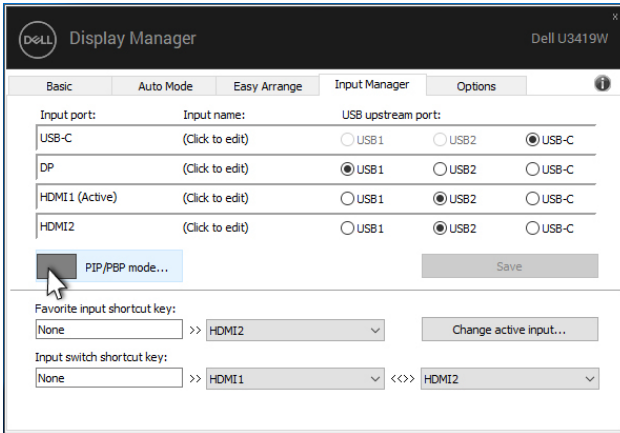 DELL Display Manager Dell U3419W
x
Basic Auto Mode Easy Arrange Input Manager Options i
Input port: Input name: USB upstream port:
USB-C (Click to edit) USB1 USB2 USB-C
DP (Click to edit) USB1 USB2 USB-C
HDMI1 (Active) (Click to edit) USB1 USB2 USB-C
HDMI2 (Click to edit) USB1 USB2 USB-C
PIP/PBP mode... Save
Favorite input shortcut key:
None >> HDMI2 Change active input...
Input switch shortcut key:
None >> HDMI1 <<>> HDMI2